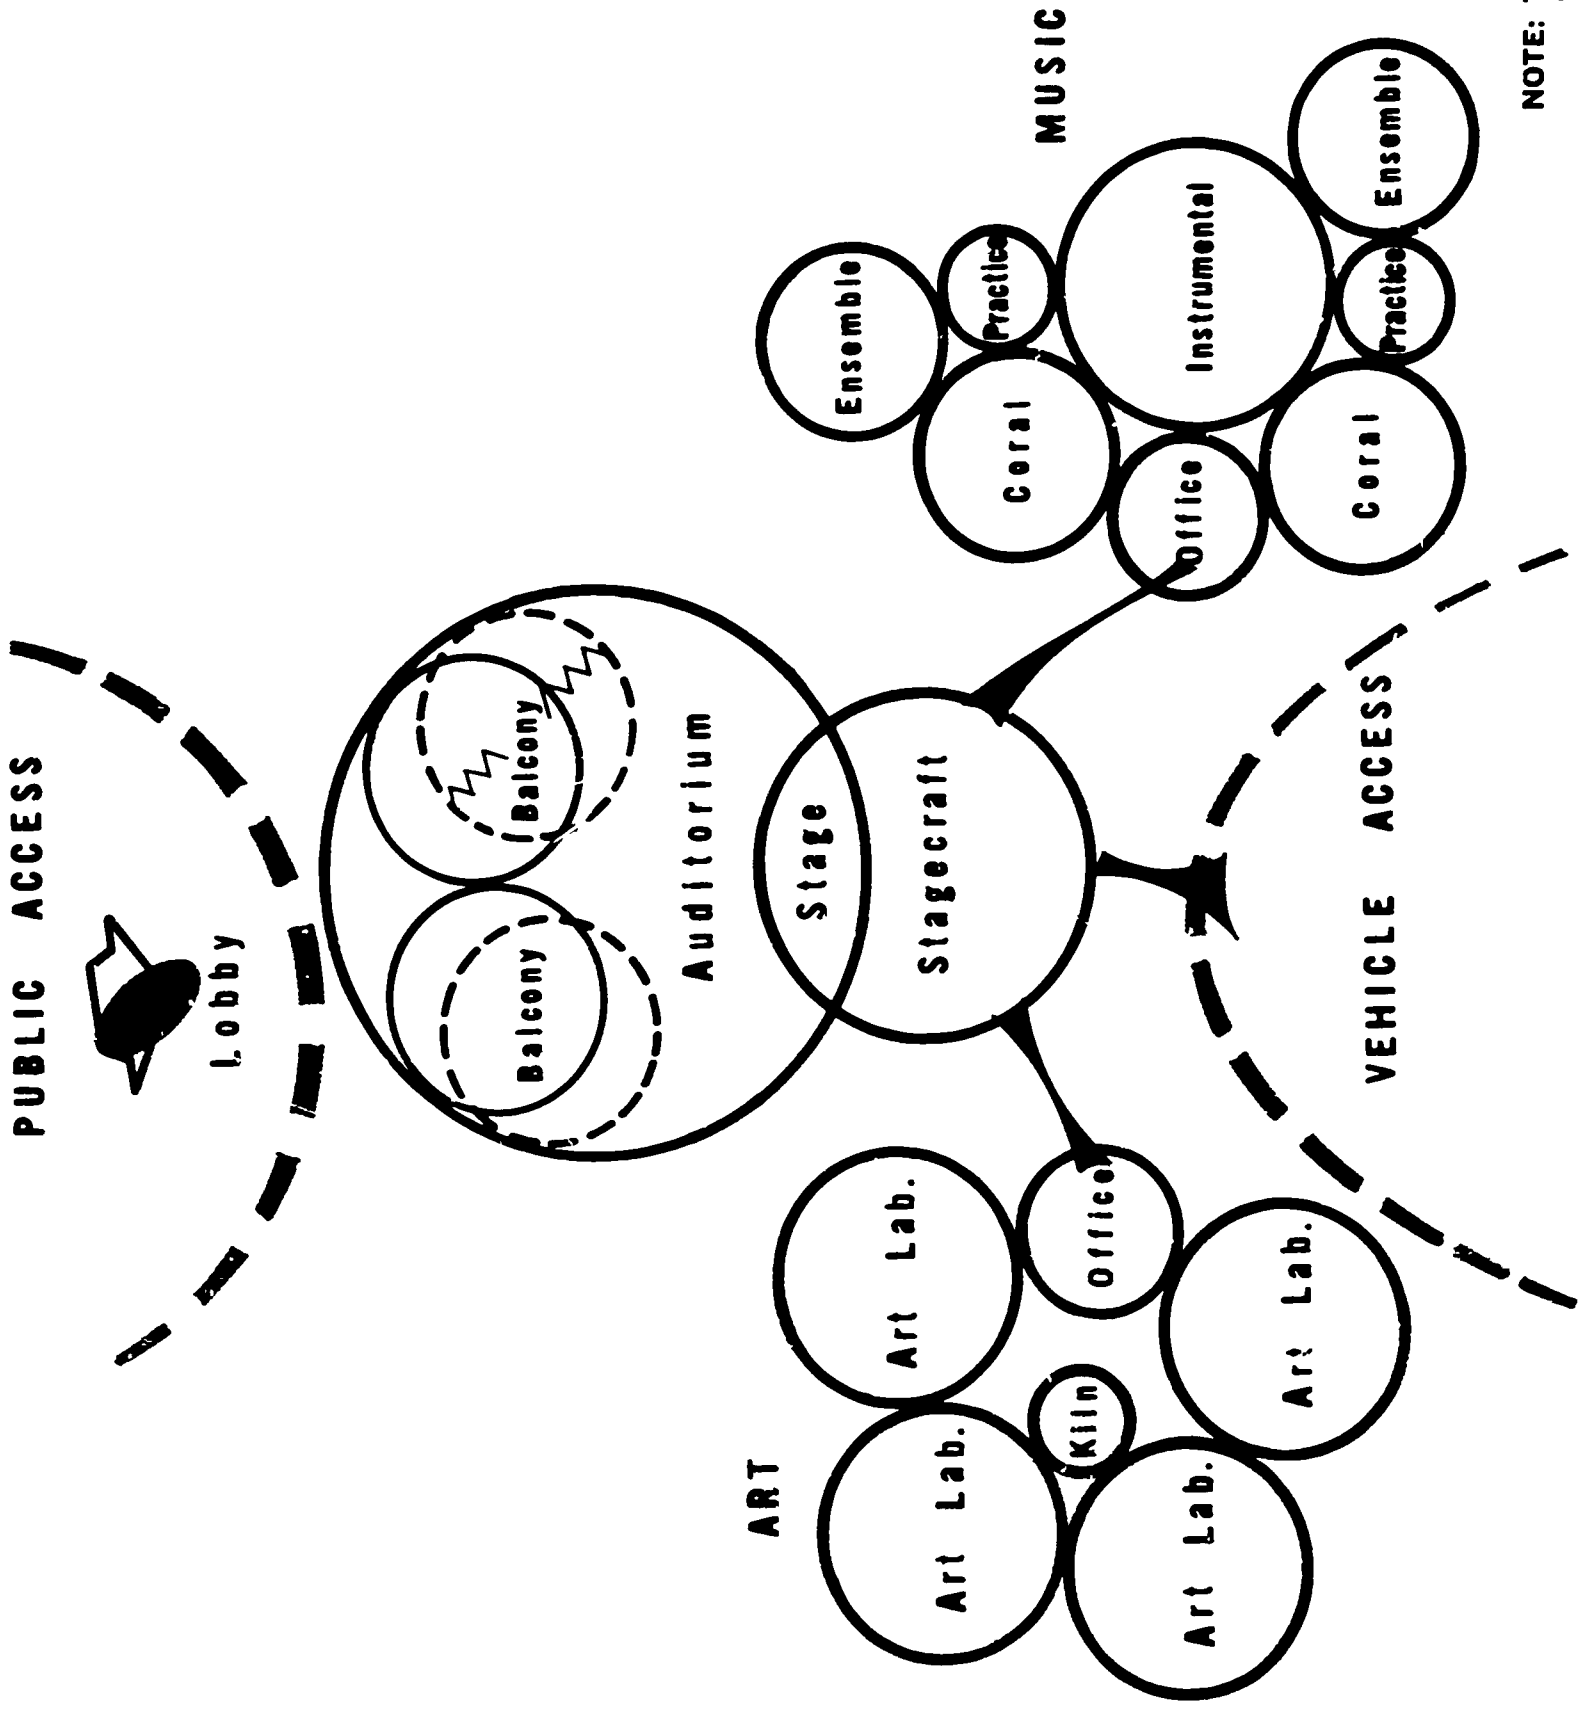 PUBLIC ACCESS
Lobby
Balcony
Balcony
Auditorium
Stage
Stagecraft
ART
Art Lab.
Art Lab.
Office
Kiln
Art Lab.
Art Lab.
MUSIC
Ensemble
Practice
Coral
Instrumental
Office
Ensemble
Practice
Coral
VEHICLE ACCESS
NOTE: